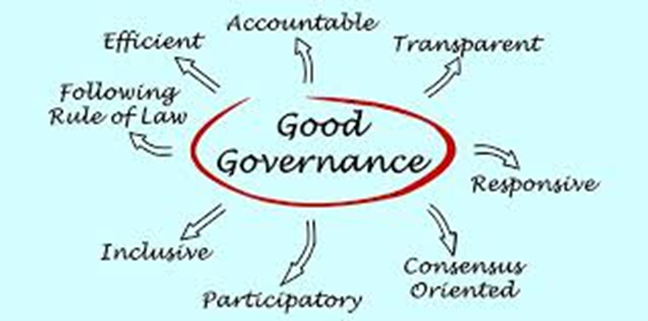 Accountable
Efficient
Transparent
Following
Rule of Law
Good
Governance
Responsive
Inclusive
Consensus
Oriented
Participatory